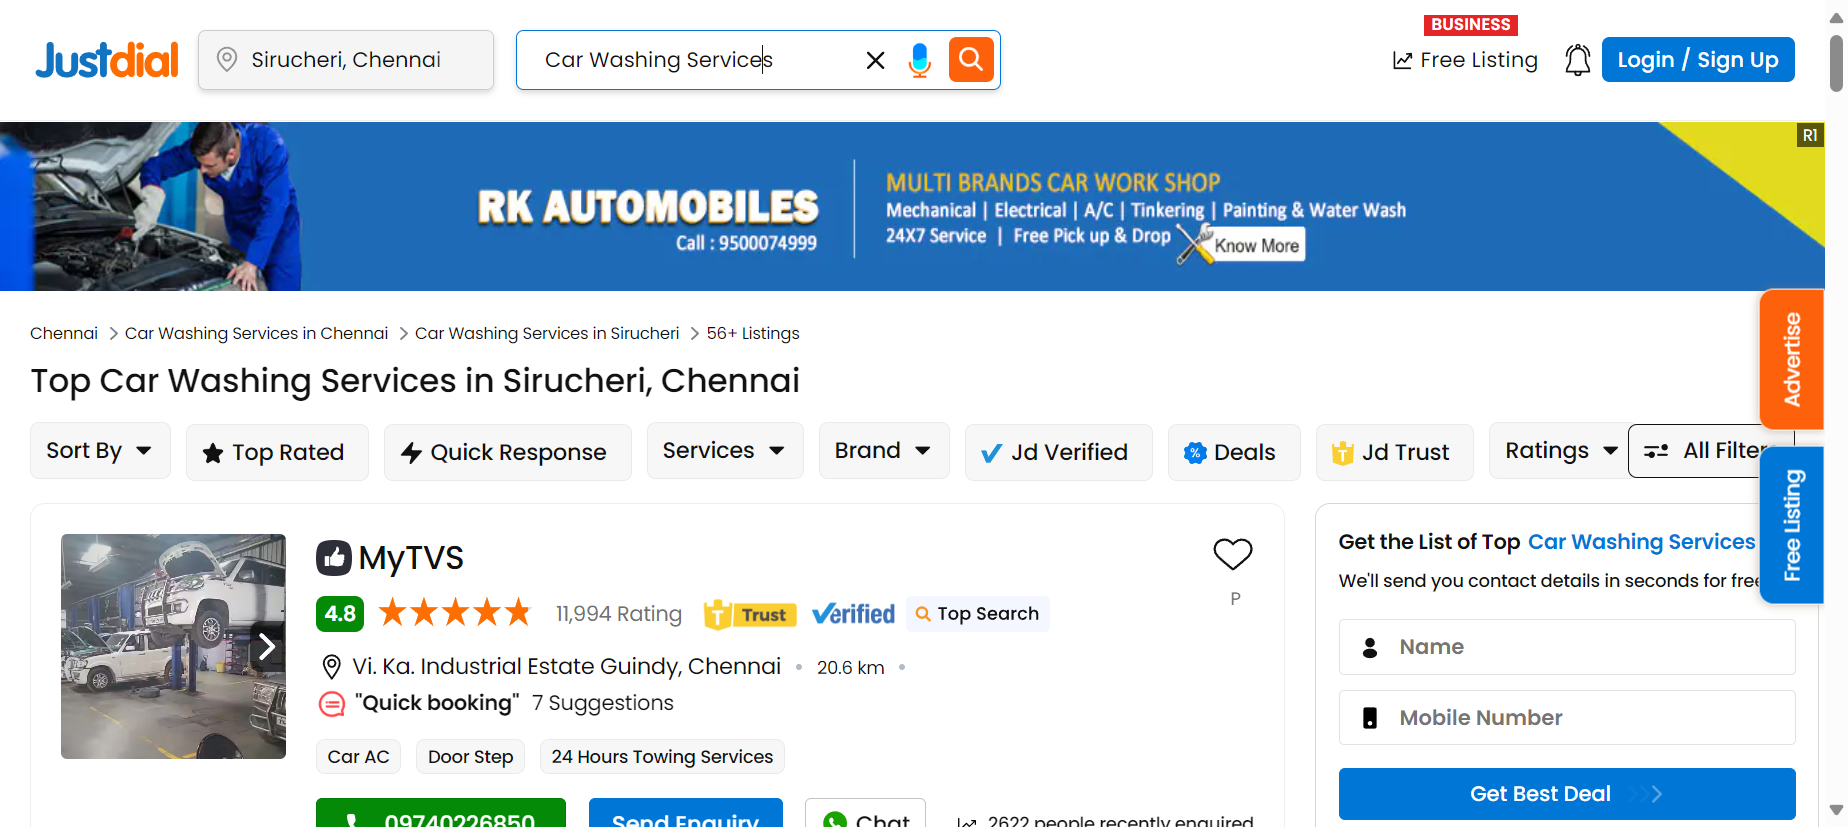 BUSINESS
Justdial
Sirucheri, Chennai
Car Washing Services
Free Listing
Login / Sign Up
R1
RK AUTOMOBILES
Call : 9500074999
MULTI BRANDS CAR WORK SHOP
Mechanical | Electrical | A/C | Tinkering | Painting & Water Wash
24X7 Service | Free Pick up & Drop
Know More
Advertise
Free Listing
Chennai > Car Washing Services in Chennai > Car Washing Services in Sirucheri > 56+ Listings
Top Car Washing Services in Sirucheri, Chennai
Sort By
Top Rated
Quick Response
Services
Brand
Jd Verified
Deals
Jd Trust
Ratings
All Filter
MyTVS
P
4.8
11,994 Rating
T Trust
Verified
Top Search
Vi. Ka. Industrial Estate Guindy, Chennai • 20.6 km •
"Quick booking" 7 Suggestions
Car AC
Door Step
24 Hours Towing Services
09740226850
Send Enquiry
Chat
2622 people recently enquired
Get the List of Top Car Washing Services
We'll send you contact details in seconds for free
Name
Mobile Number
Get Best Deal